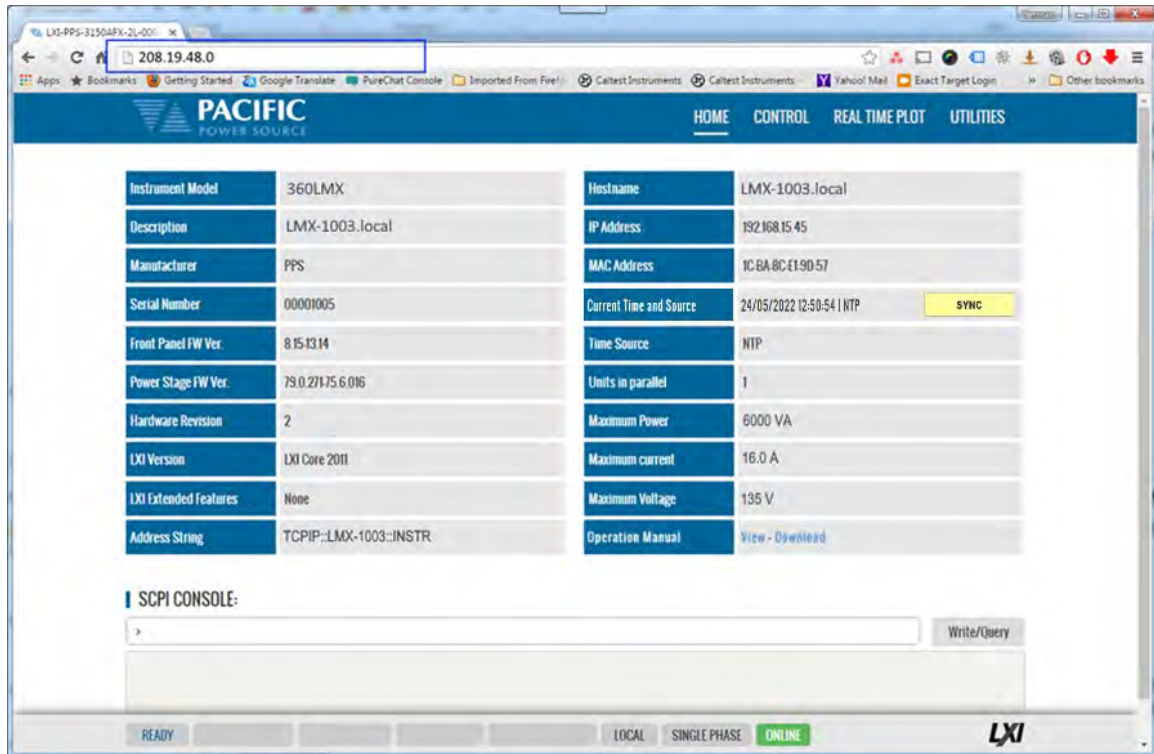 LXI-PPS-3150AFX-2L-000
208.19.48.0
Apps Bookmarks Getting Started Google Translate PureChat Console Imported From Firef Caltest Instruments Caltest Instruments Yahoo! Mail Exact Target Login » Other bookmarks
PACIFIC
POWER SOURCE
HOME CONTROL REAL TIME PLOT UTILITIES
Instrument Model 360LMX
Hostname LMX-1003.local
Description LMX-1003.local
IP Address 192.168.15.45
Manufacturer PPS
MAC Address 1C-BA-8C-E1-9D-57
Serial Number 00001005
Current Time and Source 24/05/2022 12:50:54 | NTP SYNC
Front Panel FW Ver. 8.15-13.14
Time Source NTP
Power Stage FW Ver. 79.0.271-75.6.016
Units in parallel 1
Hardware Revision 2
Maximum Power 6000 VA
LXI Version LXI Core 2011
Maximum current 16.0 A
LXI Extended Features None
Maximum Voltage 135 V
Address String TCPIP::LMX-1003::INSTR
Operation Manual View - Download
SCPI CONSOLE:
> Write/Query
READY LOCAL SINGLE PHASE ONLINE LXI